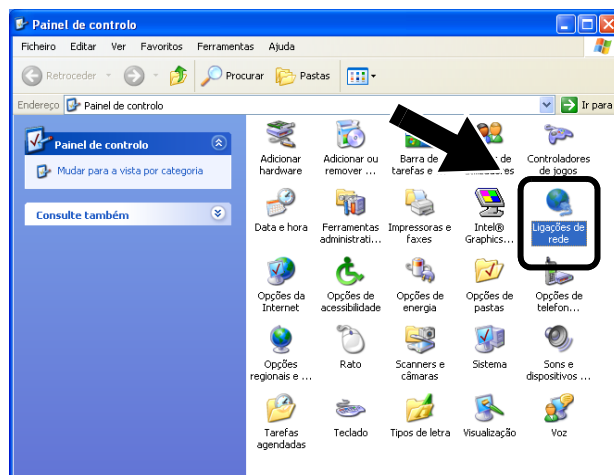 Painel de controlo
Ficheiro Editar Ver Favoritos Ferramentas Ajuda
Retroceder Procurar Pastas
Endereço Painel de controlo Ir para
Painel de controlo
Mudar para a vista por categoria
Consulte também
Adicionar
hardware
Adicionar ou
remover ...
Barra de
tarefas e
de
Controladores
de jogos
Data e hora
Ferramentas
administrati...
Impressoras e
faxes
Intel®
Graphics...
Ligações de
rede
Opções da
Internet
Opções de
acessibilidade
Opções de
energia
Opções de
pastas
Opções de
telefon...
Opções
regionais e ...
Rato
Scanners e
câmaras
Sistema
Sons e
dispositivos ...
Tarefas
agendadas
Teclado
Tipos de letra
Visualização
Voz